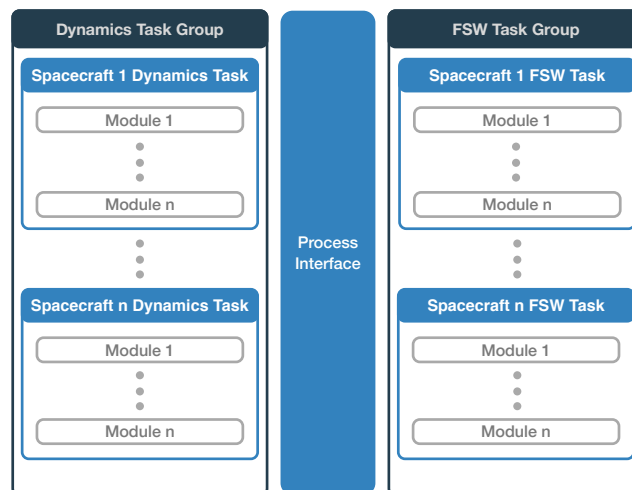 Dynamics Task Group
Spacecraft 1 Dynamics Task
Module 1
Module n
Spacecraft n Dynamics Task
Module 1
Module n
Process
Interface
FSW Task Group
Spacecraft 1 FSW Task
Module 1
Module n
Spacecraft n FSW Task
Module 1
Module n